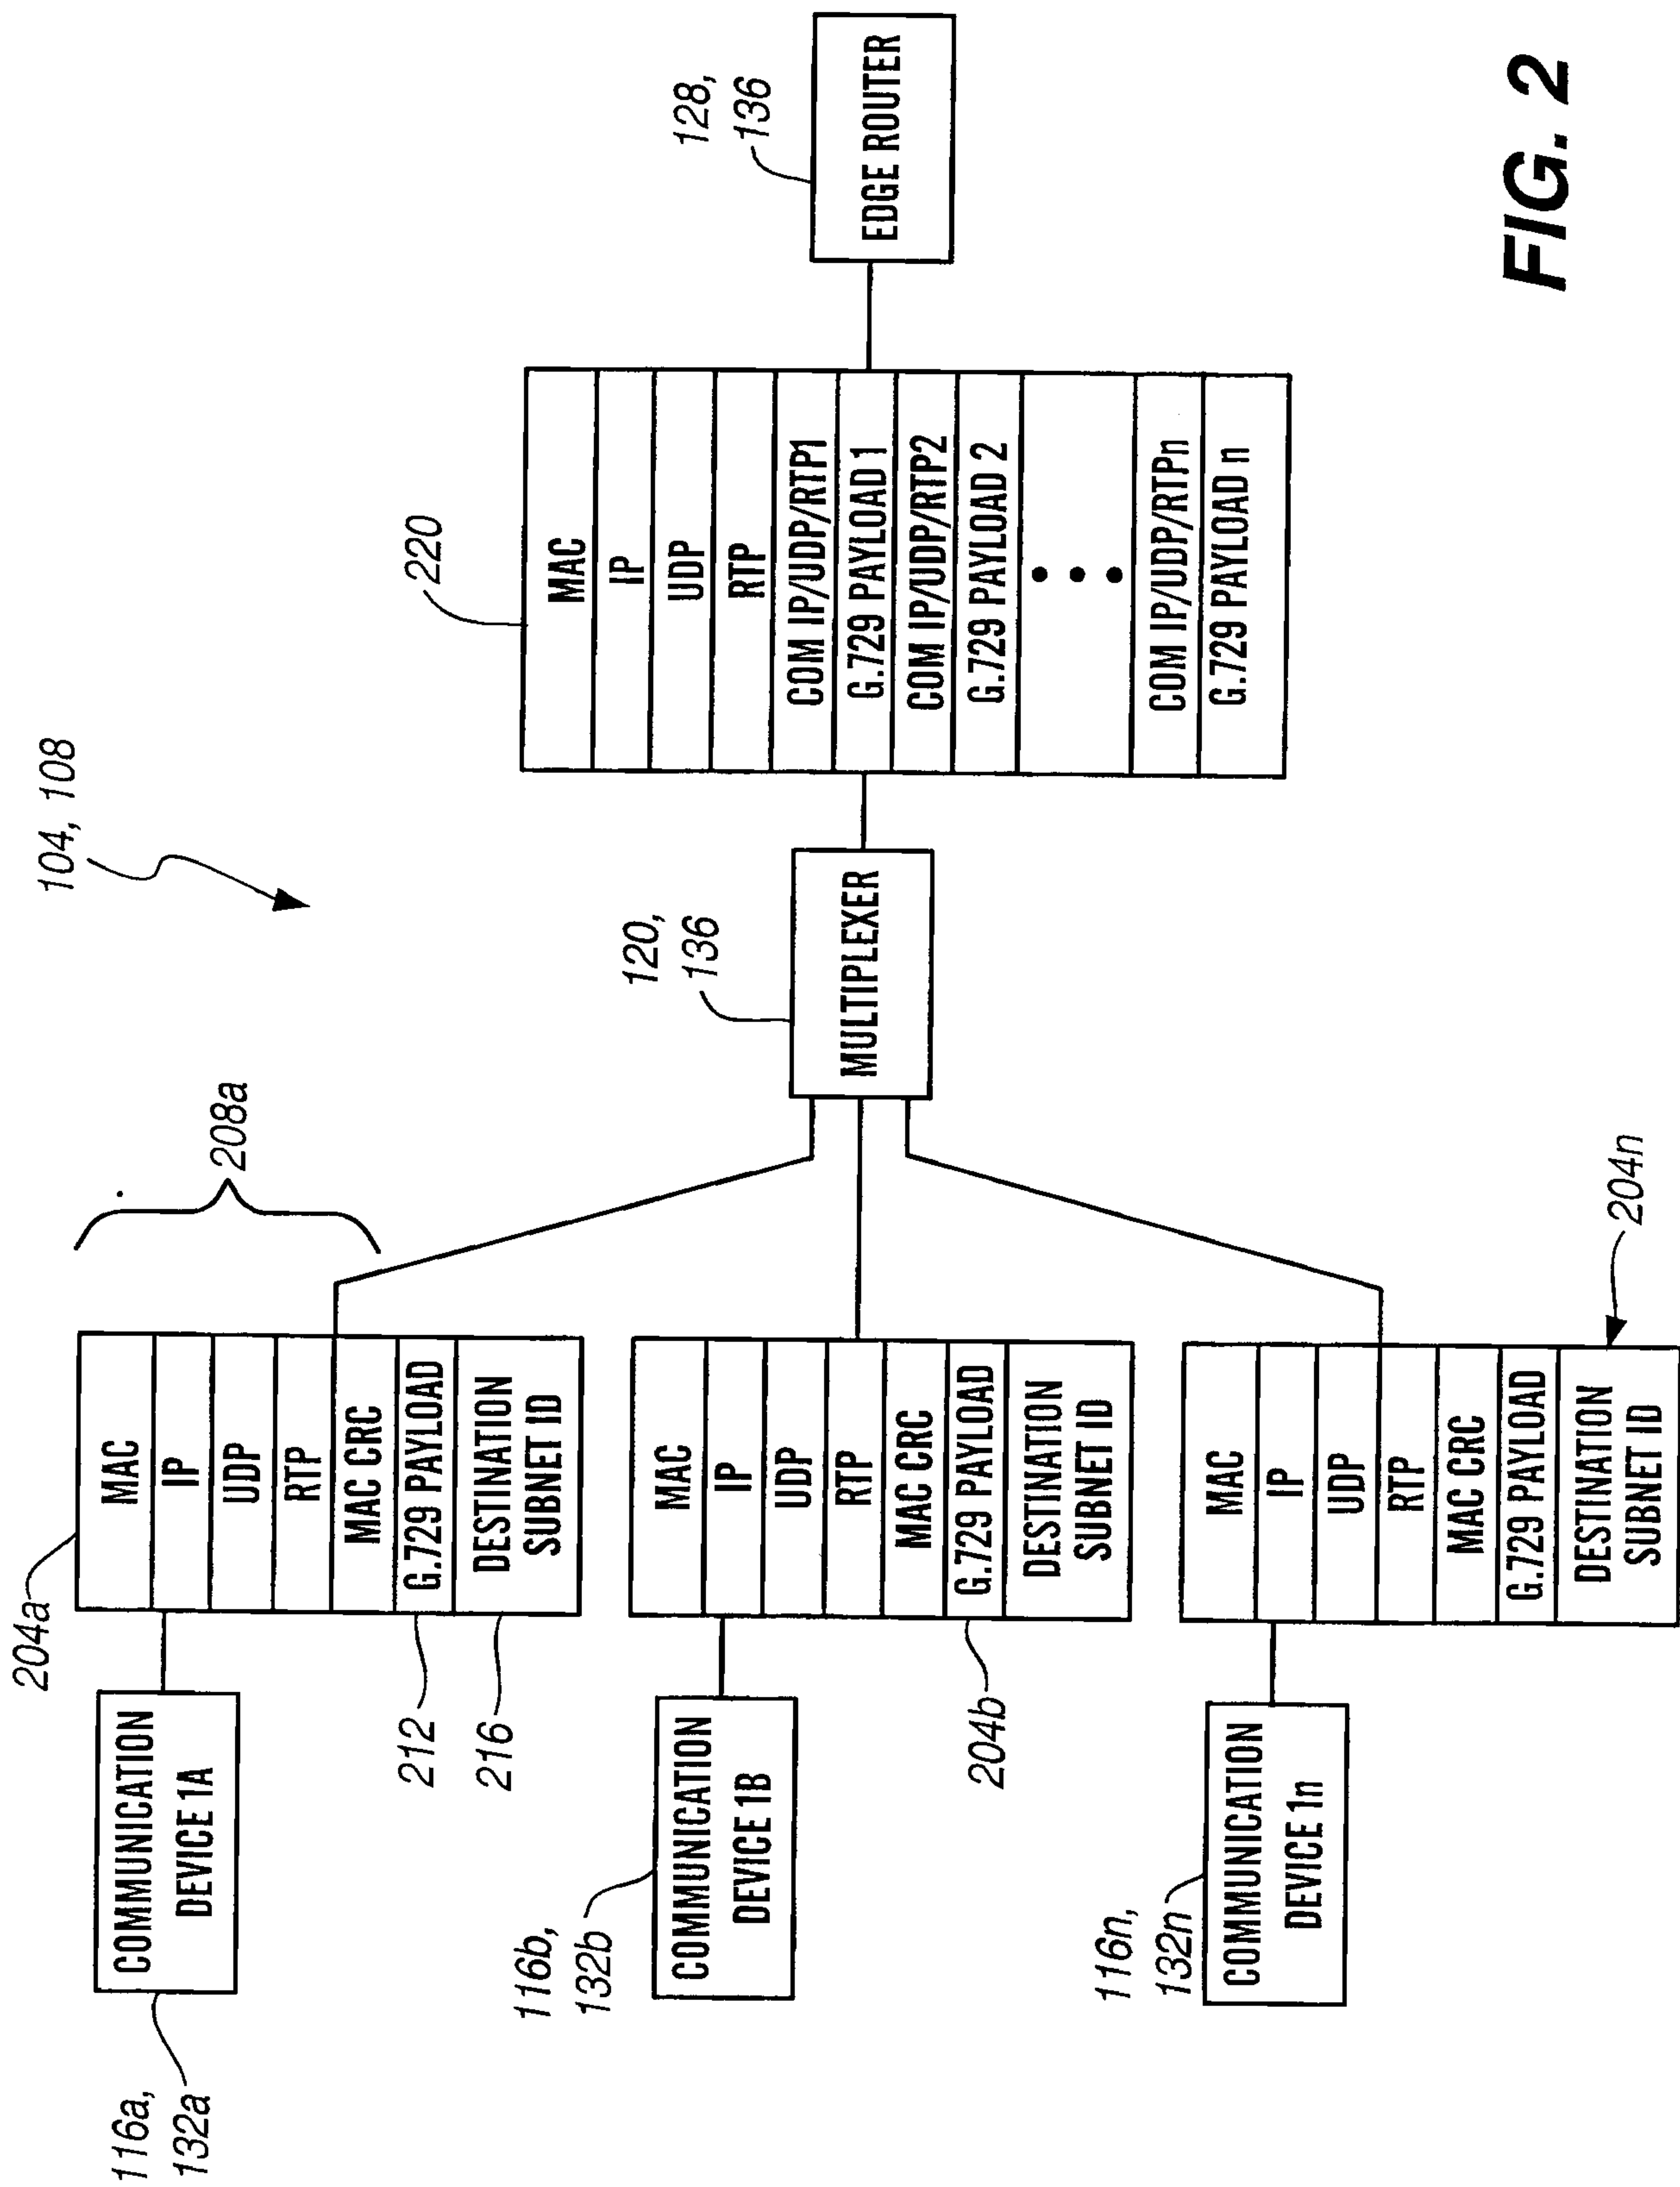 104, 108
116a,
132a
COMMUNICATION
DEVICE 1A
204a
MAC
IP
UDP
RTP
MAC CRC
G.729 PAYLOAD
DESTINATION
SUBNET ID
208a
212
216
116b,
132b
COMMUNICATION
DEVICE 1B
MAC
IP
UDP
RTP
MAC CRC
G.729 PAYLOAD
DESTINATION
SUBNET ID
204b
116n,
132n
COMMUNICATION
DEVICE 1n
MAC
IP
UDP
RTP
MAC CRC
G.729 PAYLOAD
DESTINATION
SUBNET ID
204n
120,
136
MULTIPLEXER
220
MAC
IP
UDP
RTP
COM IP/UDP/RTP1
G.729 PAYLOAD 1
COM IP/UDP/RTP2
G.729 PAYLOAD 2
COM IP/UDP/RTPn
G.729 PAYLOAD n
128,
136
EDGE ROUTER
FIG. 2